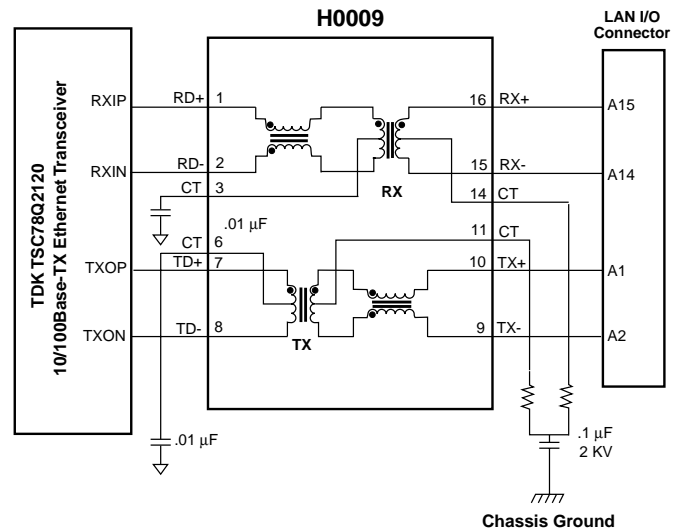 H0009
LAN I/O
Connector
TDK TSC78Q2120
10/100Base-TX Ethernet Transceiver
RXIP
RD+
1
16
RX+
A15
RXIN
RD-
2
15
RX-
A14
CT
3
RX
14
CT
.01 µF
11
CT
CT
6
TXOP
TD+
7
10
TX+
A1
TXON
TD-
8
TX
9
TX-
A2
.01 µF
.1 µF
2 KV
Chassis Ground